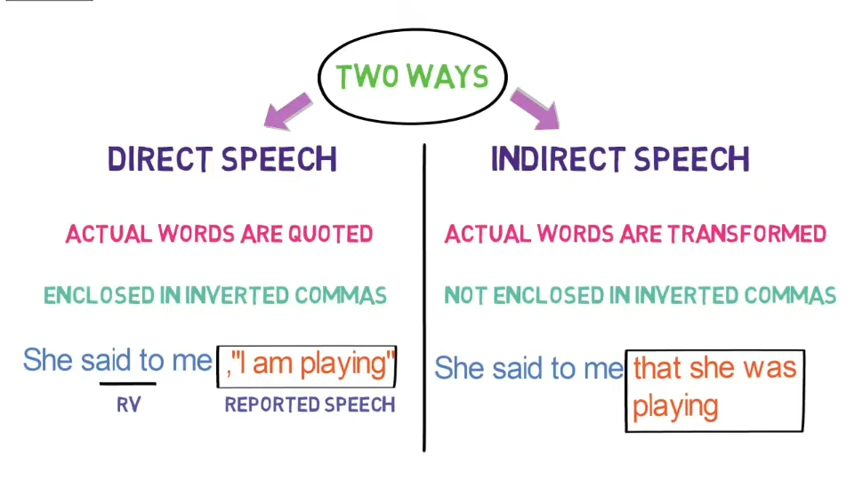 TWO WAYS
DIRECT SPEECH
ACTUAL WORDS ARE QUOTED
ENCLOSED IN INVERTED COMMAS
She said to me ,"I am playing"
RV
REPORTED SPEECH
INDIRECT SPEECH
ACTUAL WORDS ARE TRANSFORMED
NOT ENCLOSED IN INVERTED COMMAS
She said to me that she was
playing